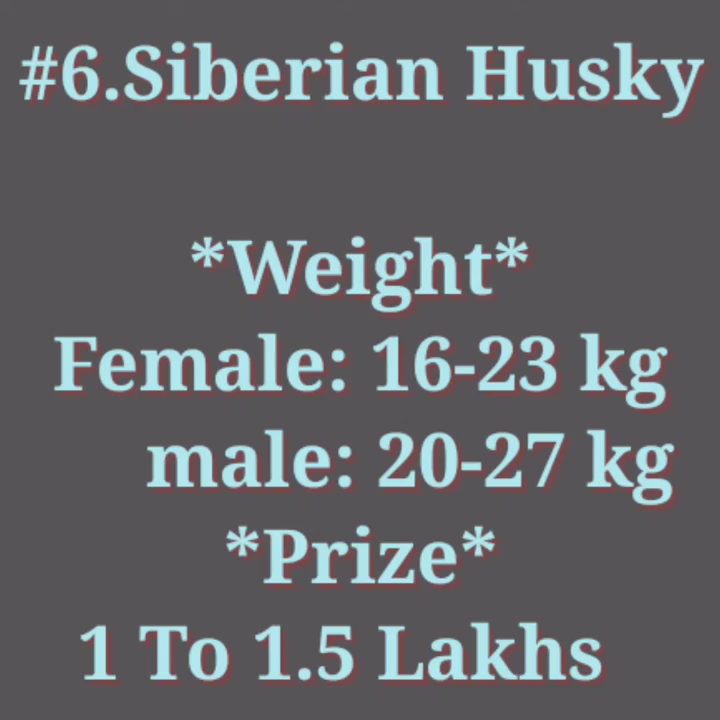 #6.Siberian Husky
*Weight*
Female: 16-23 kg
male: 20-27 kg
*Prize*
1 To 1.5 Lakhs